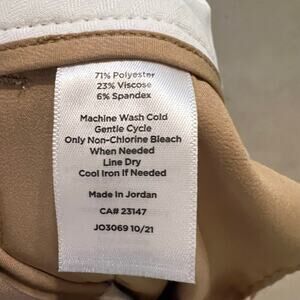 71% Polyester
23% Viscose
6% Spandex
Machine Wash Cold
Gentle Cycle
Only Non-Chlorine Bleach
When Needed
Line Dry
Cool Iron If Needed
Made in Jordan
CA# 23147
JO3069 10/21